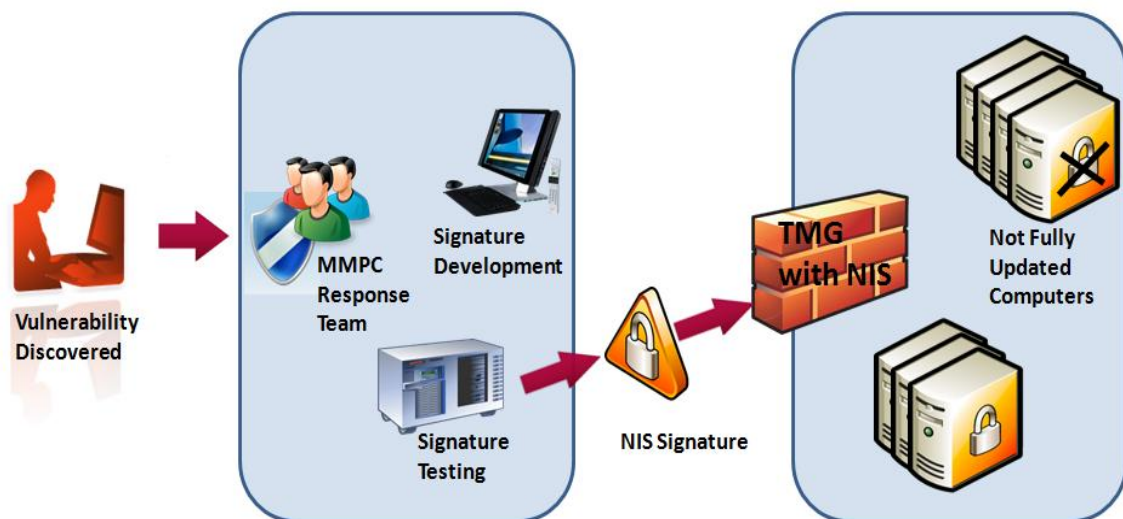 Vulnerability
Discovered
MMPC
Response
Team
Signature
Development
Signature
Testing
NIS Signature
TMG
with NIS
Not Fully
Updated
Computers